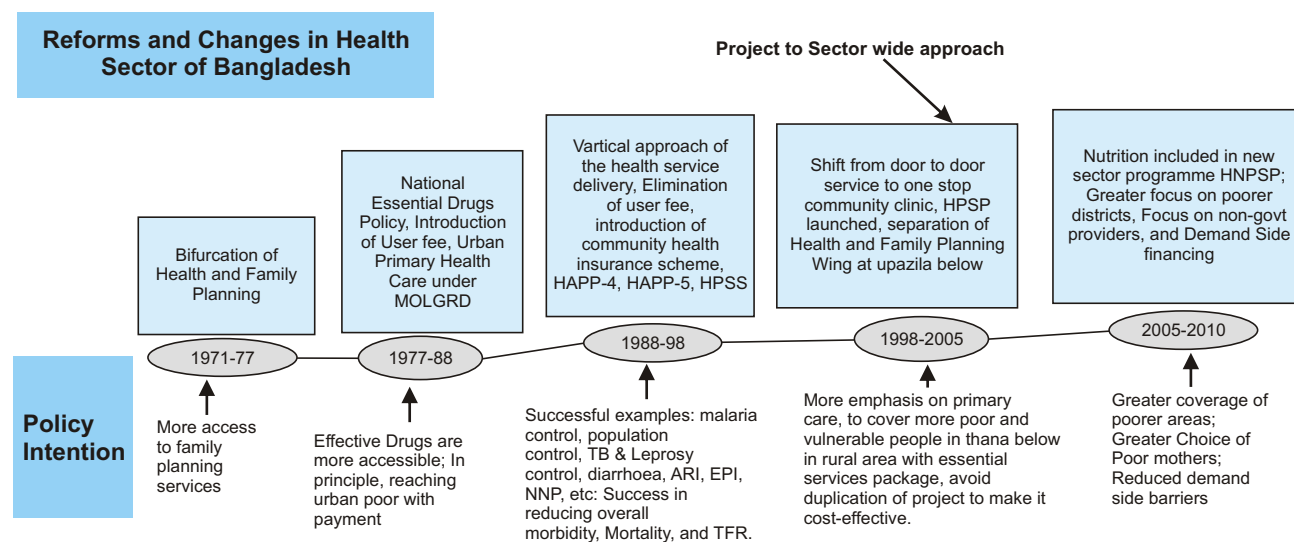 Reforms and Changes in Health
Sector of Bangladesh
Project to Sector wide approach
Bifurcation of
Health and Family
Planning
National
Essential Drugs
Policy, Introduction
of User fee, Urban
Primary Health
Care under
MOLGRD
Vartical approach of
the health service
delivery, Elimination
of user fee,
introduction of
community health
insurance scheme,
HAPP-4, HAPP-5, HPSS
Shift from door to door
service to one stop
community clinic, HPSP
launched, separation of
Health and Family Planning
Wing at upazila below
Nutrition included in new
sector programme HNPSP;
Greater focus on poorer
districts, Focus on non-govt
providers, and Demand Side
financing
1971-77
1977-88
1988-98
1998-2005
2005-2010
Policy
Intention
More access
to family
planning
services
Effective Drugs are
more accessible; In
principle, reaching
urban poor with
payment
Successful examples: malaria
control, population
control, TB & Leprosy
control, diarrhoea, ARI, EPI,
NNP, etc: Success in
reducing overall
morbidity, Mortality, and TFR.
More emphasis on primary
care, to cover more poor and
vulnerable people in thana below
in rural area with essential
services package, avoid
duplication of project to make it
cost-effective.
Greater coverage of
poorer areas;
Greater Choice of
Poor mothers;
Reduced demand
side barriers